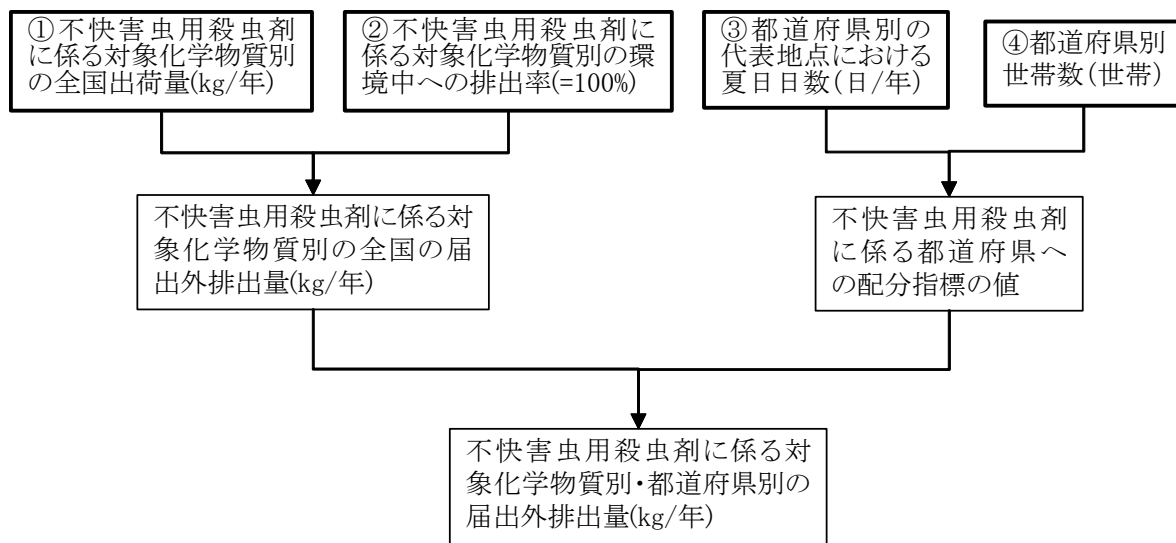 ①不快害虫用殺虫剤
に係る対象化学物質別
の全国出荷量(kg/年)
②不快害虫用殺虫剤に
係る対象化学物質別の環
境中への排出率(=100%)
③都道府県別の
代表地点における
夏日日数(日/年)
④都道府県別
世帯数(世帯)
不快害虫用殺虫剤に係る対
象化学物質別の全国の届
出外排出量(kg/年)
不快害虫用殺虫剤
に係る都道府県へ
の配分指標の値
不快害虫用殺虫剤に係る対
象化学物質別・都道府県別の
届出外排出量(kg/年)